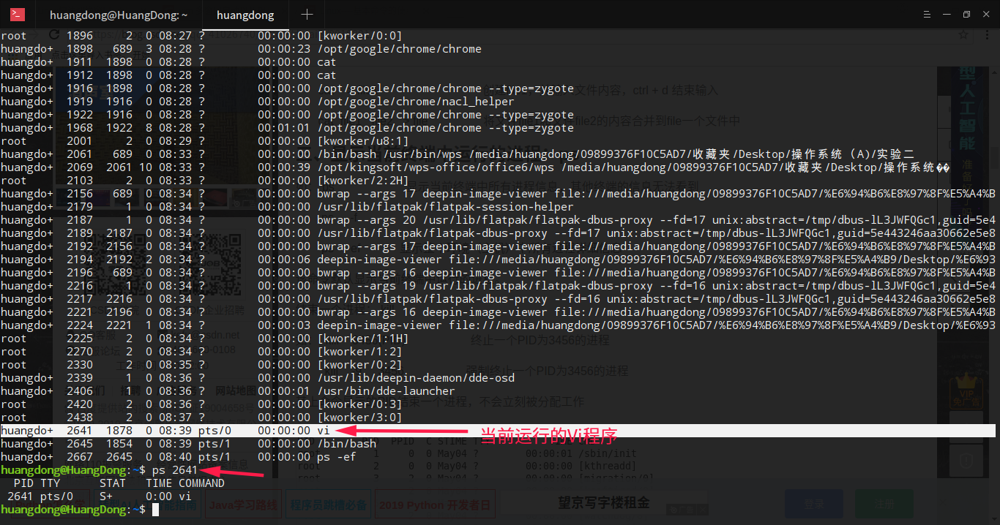 huangdong@HuangDong: ~ huangdong
root 1896 2 0 08:27 ? 00:00:00 [kworker/0:0]
huangdo+ 1898 689 3 08:28 ? 00:00:23 /opt/google/chrome/chrome
huangdo+ 1911 1898 0 08:28 ? 00:00:00 cat
huangdo+ 1912 1898 0 08:28 ? 00:00:00 cat
huangdo+ 1916 1898 0 08:28 ? 00:00:00 /opt/google/chrome/chrome --type=zygote
huangdo+ 1919 1916 0 08:28 ? 00:00:00 /opt/google/chrome/nacl_helper
huangdo+ 1922 1916 0 08:28 ? 00:00:00 /opt/google/chrome/chrome --type=zygote
huangdo+ 1968 1922 8 08:28 ? 00:01:01 /opt/google/chrome/chrome --type=zygote
root 2001 2 0 08:29 ? 00:00:00 [kworker/u8:1]
huangdo+ 2061 689 0 08:33 ? 00:00:00 /bin/bash /usr/bin/wps /media/huangdong/09899376F10C5AD7/收藏夹/Desktop/操作系统（A)/实验二
huangdo+ 2069 2061 10 08:33 ? 00:00:39 /opt/kingsoft/wps-office/office6/wps /media/huangdong/09899376F10C5AD7/收藏夹/Desktop/操作系统��
root 2103 2 0 08:33 ? 00:00:00 [kworker/2:2H]
huangdo+ 2156 689 0 08:34 ? 00:00:00 bwrap --args 17 deepin-image-viewer file:///media/huangdong/09899376F10C5AD7/%E6%94%B6%E8%97%8F%E5%A4%B
huangdo+ 2179 1 0 08:34 ? 00:00:00 /usr/lib/flatpak/flatpak-session-helper
huangdo+ 2187 1 0 08:34 ? 00:00:00 bwrap --args 20 /usr/lib/flatpak/flatpak-dbus-proxy --fd=17 unix:abstract=/tmp/dbus-lL3JWFQGc1,guid=5e4
huangdo+ 2189 2187 0 08:34 ? 00:00:00 /usr/lib/flatpak/flatpak-dbus-proxy --fd=17 unix:abstract=/tmp/dbus-lL3JWFQGc1,guid=5e443246aa30662e5e8
huangdo+ 2192 2156 0 08:34 ? 00:00:00 bwrap --args 17 deepin-image-viewer file:///media/huangdong/09899376F10C5AD7/%E6%94%B6%E8%97%8F%E5%A4%B
huangdo+ 2194 2192 2 08:34 ? 00:00:06 deepin-image-viewer file:///media/huangdong/09899376F10C5AD7/%E6%94%B6%E8%97%8F%E5%A4%B9/Desktop/%E6%93
huangdo+ 2196 689 0 08:34 ? 00:00:00 bwrap --args 16 deepin-image-viewer file:///media/huangdong/09899376F10C5AD7/%E6%94%B6%E8%97%8F%E5%A4%B
huangdo+ 2216 1 0 08:34 ? 00:00:00 bwrap --args 19 /usr/lib/flatpak/flatpak-dbus-proxy --fd=16 unix:abstract=/tmp/dbus-lL3JWFQGc1,guid=5e4
huangdo+ 2217 2216 0 08:34 ? 00:00:00 /usr/lib/flatpak/flatpak-dbus-proxy --fd=16 unix:abstract=/tmp/dbus-lL3JWFQGc1,guid=5e443246aa30662e5e8
huangdo+ 2221 2196 0 08:34 ? 00:00:00 bwrap --args 16 deepin-image-viewer file:///media/huangdong/09899376F10C5AD7/%E6%94%B6%E8%97%8F%E5%A4%B
huangdo+ 2224 2221 1 08:34 ? 00:00:03 deepin-image-viewer file:///media/huangdong/09899376F10C5AD7/%E6%94%B6%E8%97%8F%E5%A4%B9/Desktop/%E6%93
root 2225 2 0 08:34 ? 00:00:00 [kworker/1:1H]
root 2270 2 0 08:34 ? 00:00:00 [kworker/1:2]
root 2330 2 0 08:35 ? 00:00:00 [kworker/0:2]
huangdo+ 2339 1 0 08:36 ? 00:00:00 /usr/lib/deepin-daemon/dde-osd
huangdo+ 2406 1 0 08:36 ? 00:00:01 /usr/bin/dde-launcher
root 2420 2 0 08:36 ? 00:00:00 [kworker/0:3]
root 2438 2 0 08:37 ? 00:00:00 [kworker/3:0]
huangdo+ 2641 1878 0 08:39 pts/0 00:00:00 vi 当前运行的Vi程序
huangdo+ 2645 1854 0 08:39 pts/1 00:00:00 /bin/bash
huangdo+ 2667 2645 0 08:40 pts/1 00:00:00 ps -ef
huangdong@HuangDong:~$ ps 2641
PID TTY STAT TIME COMMAND
2641 pts/0 S+ 0:00 vi
huangdong@HuangDong:~$